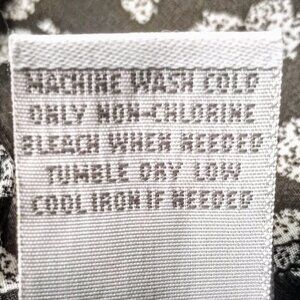 MACHINE WASH COLD
ONLY NON-CHLORINE
BLEACH WHEN NEEDED
TUMBLE DRY LOW
COOL IRON IF NEEDED